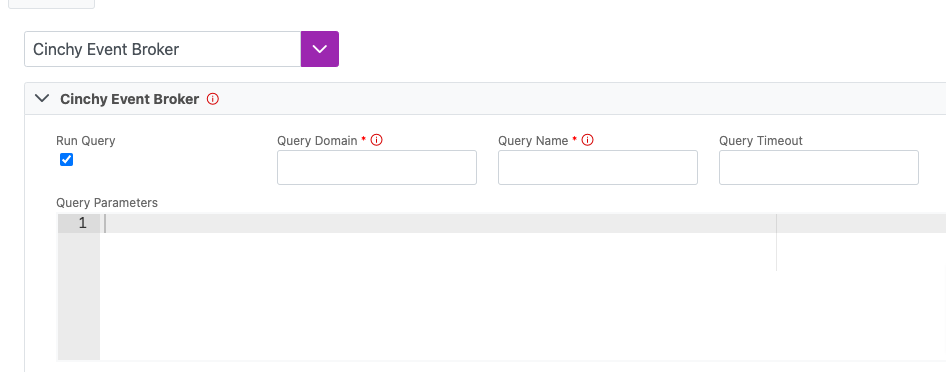 Cinchy Event Broker
Cinchy Event Broker
Run Query
Query Domain *
Query Name *
Query Timeout
Query Parameters
1